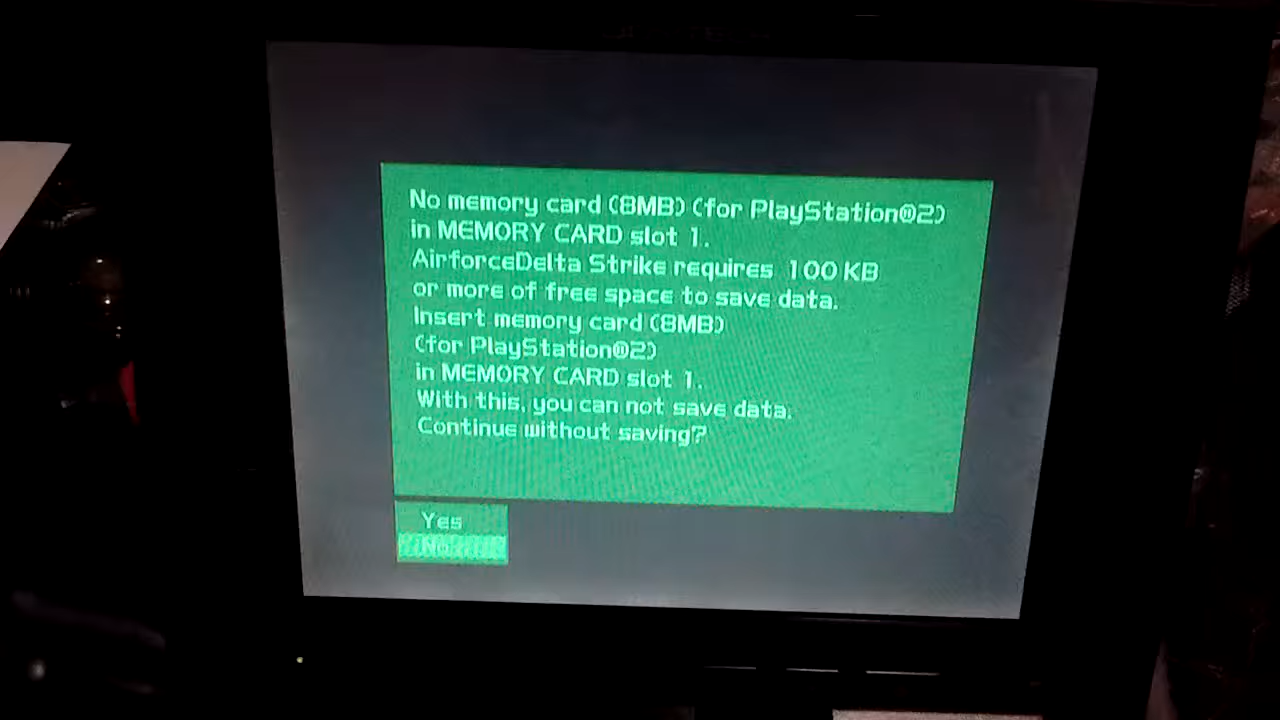 No memory card (8MB) (for PlayStation®2)
in MEMORY CARD slot 1.
AirforceDelta Strike requires 100 KB
or more of free space to save data.
Insert memory card (8MB)
(for PlayStation®2)
in MEMORY CARD slot 1.
With this, you can not save data.
Continue without saving?
Yes
No